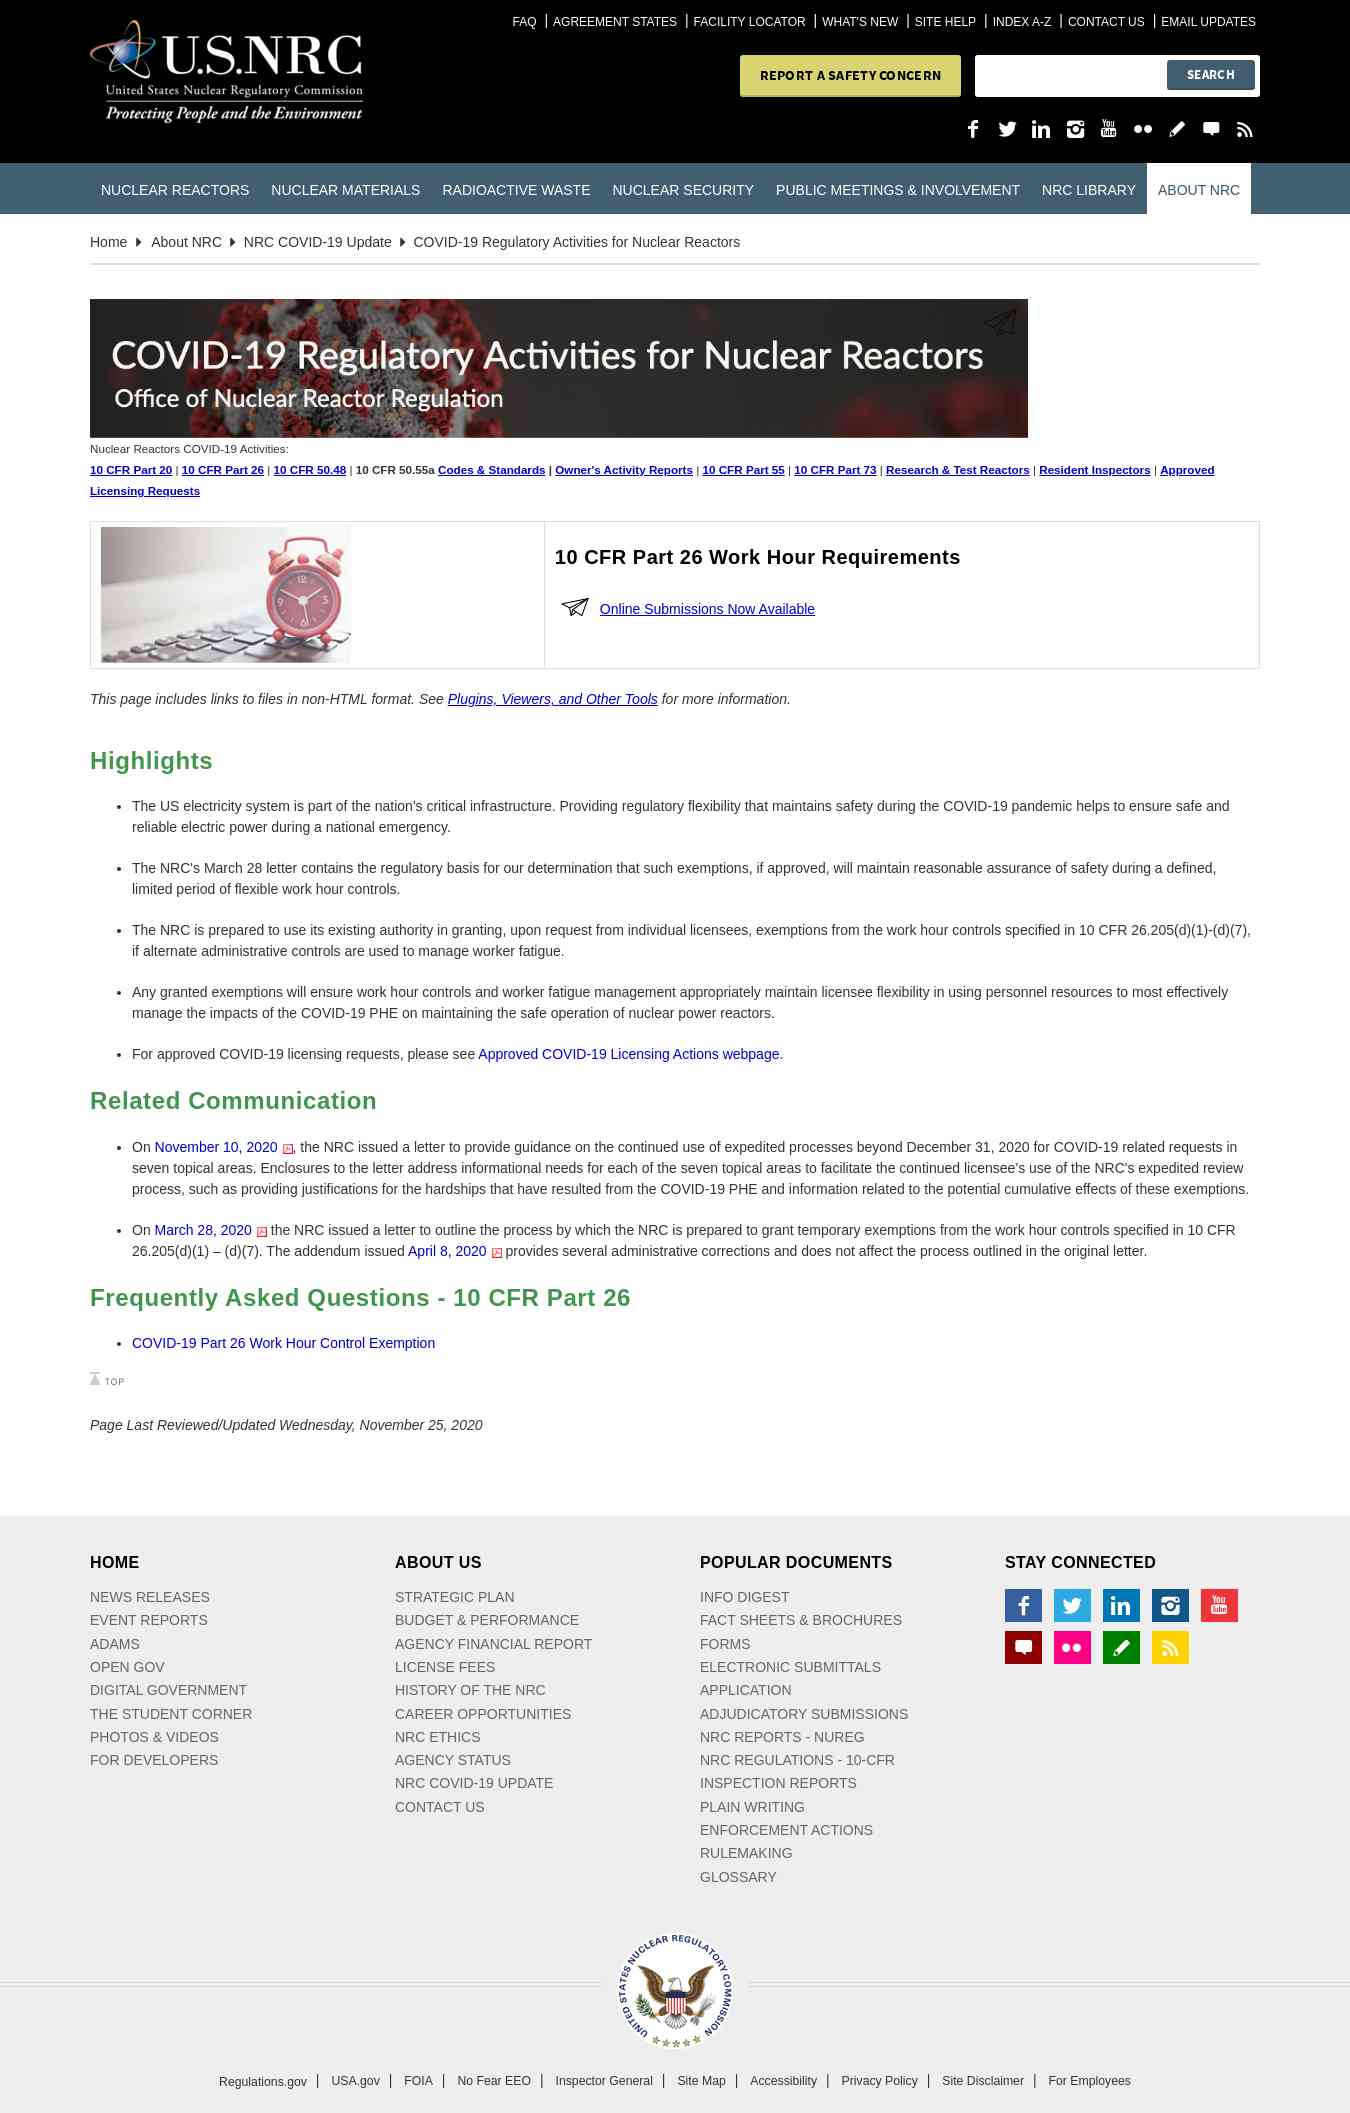 FAQ | AGREEMENT STATES | FACILITY LOCATOR | WHAT'S NEW | SITE HELP | INDEX A-Z | CONTACT US | EMAIL UPDATES
U.S.NRC
United States Nuclear Regulatory Commission
Protecting People and the Environment
REPORT A SAFETY CONCERN
SEARCH
NUCLEAR REACTORS NUCLEAR MATERIALS RADIOACTIVE WASTE NUCLEAR SECURITY PUBLIC MEETINGS & INVOLVEMENT NRC LIBRARY ABOUT NRC
Home About NRC NRC COVID-19 Update COVID-19 Regulatory Activities for Nuclear Reactors
COVID-19 Regulatory Activities for Nuclear Reactors
Office of Nuclear Reactor Regulation
Nuclear Reactors COVID-19 Activities:
10 CFR Part 20 | 10 CFR Part 26 | 10 CFR 50.48 | 10 CFR 50.55a Codes & Standards | Owner's Activity Reports | 10 CFR Part 55 | 10 CFR Part 73 | Research & Test Reactors | Resident Inspectors | Approved
Licensing Requests
10 CFR Part 26 Work Hour Requirements
Online Submissions Now Available
This page includes links to files in non-HTML format. See Plugins, Viewers, and Other Tools for more information.
Highlights
• The US electricity system is part of the nation's critical infrastructure. Providing regulatory flexibility that maintains safety during the COVID-19 pandemic helps to ensure safe and
reliable electric power during a national emergency.
• The NRC's March 28 letter contains the regulatory basis for our determination that such exemptions, if approved, will maintain reasonable assurance of safety during a defined,
limited period of flexible work hour controls.
• The NRC is prepared to use its existing authority in granting, upon request from individual licensees, exemptions from the work hour controls specified in 10 CFR 26.205(d)(1)-(d)(7),
if alternate administrative controls are used to manage worker fatigue.
• Any granted exemptions will ensure work hour controls and worker fatigue management appropriately maintain licensee flexibility in using personnel resources to most effectively
manage the impacts of the COVID-19 PHE on maintaining the safe operation of nuclear power reactors.
• For approved COVID-19 licensing requests, please see Approved COVID-19 Licensing Actions webpage.
Related Communication
• On November 10, 2020 , the NRC issued a letter to provide guidance on the continued use of expedited processes beyond December 31, 2020 for COVID-19 related requests in
seven topical areas. Enclosures to the letter address informational needs for each of the seven topical areas to facilitate the continued licensee's use of the NRC's expedited review
process, such as providing justifications for the hardships that have resulted from the COVID-19 PHE and information related to the potential cumulative effects of these exemptions.
• On March 28, 2020 the NRC issued a letter to outline the process by which the NRC is prepared to grant temporary exemptions from the work hour controls specified in 10 CFR
26.205(d)(1) – (d)(7). The addendum issued April 8, 2020 provides several administrative corrections and does not affect the process outlined in the original letter.
Frequently Asked Questions - 10 CFR Part 26
• COVID-19 Part 26 Work Hour Control Exemption
TOP
Page Last Reviewed/Updated Wednesday, November 25, 2020
HOME
NEWS RELEASES
EVENT REPORTS
ADAMS
OPEN GOV
DIGITAL GOVERNMENT
THE STUDENT CORNER
PHOTOS & VIDEOS
FOR DEVELOPERS
ABOUT US
STRATEGIC PLAN
BUDGET & PERFORMANCE
AGENCY FINANCIAL REPORT
LICENSE FEES
HISTORY OF THE NRC
CAREER OPPORTUNITIES
NRC ETHICS
AGENCY STATUS
NRC COVID-19 UPDATE
CONTACT US
POPULAR DOCUMENTS
INFO DIGEST
FACT SHEETS & BROCHURES
FORMS
ELECTRONIC SUBMITTALS
APPLICATION
ADJUDICATORY SUBMISSIONS
NRC REPORTS - NUREG
NRC REGULATIONS - 10-CFR
INSPECTION REPORTS
PLAIN WRITING
ENFORCEMENT ACTIONS
RULEMAKING
GLOSSARY
STAY CONNECTED
UNITED STATES NUCLEAR REGULATORY COMMISSION
Regulations.gov | USA.gov | FOIA | No Fear EEO | Inspector General | Site Map | Accessibility | Privacy Policy | Site Disclaimer | For Employees